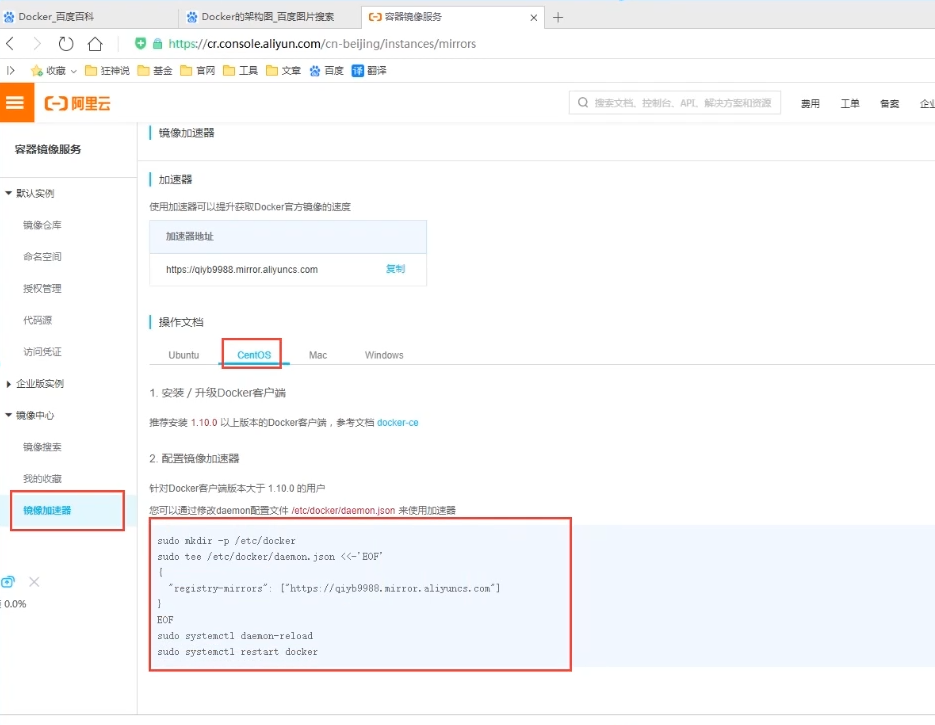 Docker_百度百科
Docker的架构图_百度图片搜索
容器镜像服务
https://cr.console.aliyun.com/cn-beijing/instances/mirrors
收藏
狂神说
基金
官网
工具
文章
百度
译 翻译
阿里云
搜索文档、控制台、API、解决方案和资源
费用
工单
备案
企业
容器镜像服务
默认实例
镜像仓库
命名空间
授权管理
代码源
访问凭证
企业版实例
镜像中心
镜像搜索
我的收藏
镜像加速器
0.0%
镜像加速器
加速器
使用加速器可以提升获取Docker官方镜像的速度
加速器地址
https://qiyb9988.mirror.aliyuncs.com 复制
操作文档
Ubuntu CentOS Mac Windows
1. 安装 / 升级Docker客户端
推荐安装 1.10.0 以上版本的Docker客户端，参考文档 docker-ce
2. 配置镜像加速器
针对Docker客户端版本大于 1.10.0 的用户
您可以通过修改daemon配置文件 /etc/docker/daemon.json 来使用加速器
sudo mkdir -p /etc/docker
sudo tee /etc/docker/daemon.json <<-'EOF'
{
"registry-mirrors": ["https://qiyb9988.mirror.aliyuncs.com"]
}
EOF
sudo systemctl daemon-reload
sudo systemctl restart docker